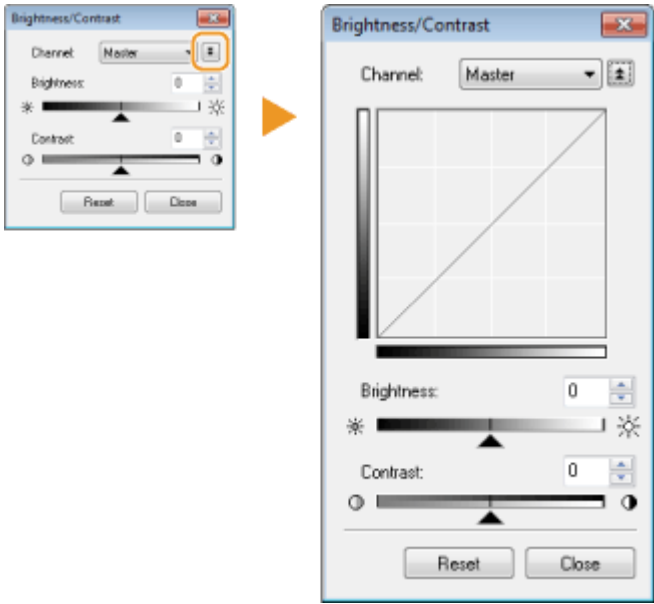 Brightness/Contrast
Channel: Master
Brightness: 0
Contrast: 0
Reset Close
Brightness/Contrast
Channel: Master
Brightness: 0
Contrast: 0
Reset Close